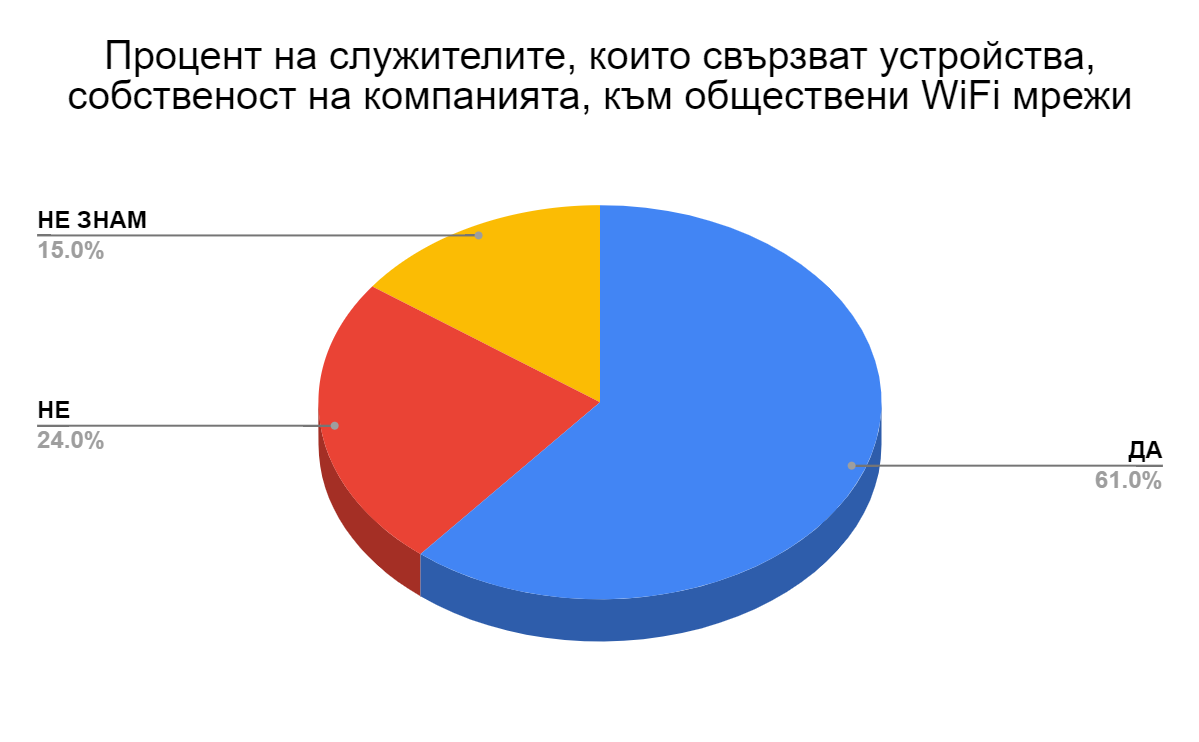 Процент на служителите, които свързват устройства,
собственост на компанията, към обществени WiFi мрежи
НЕ ЗНАМ
15.0%
НЕ
24.0%
ДА
61.0%